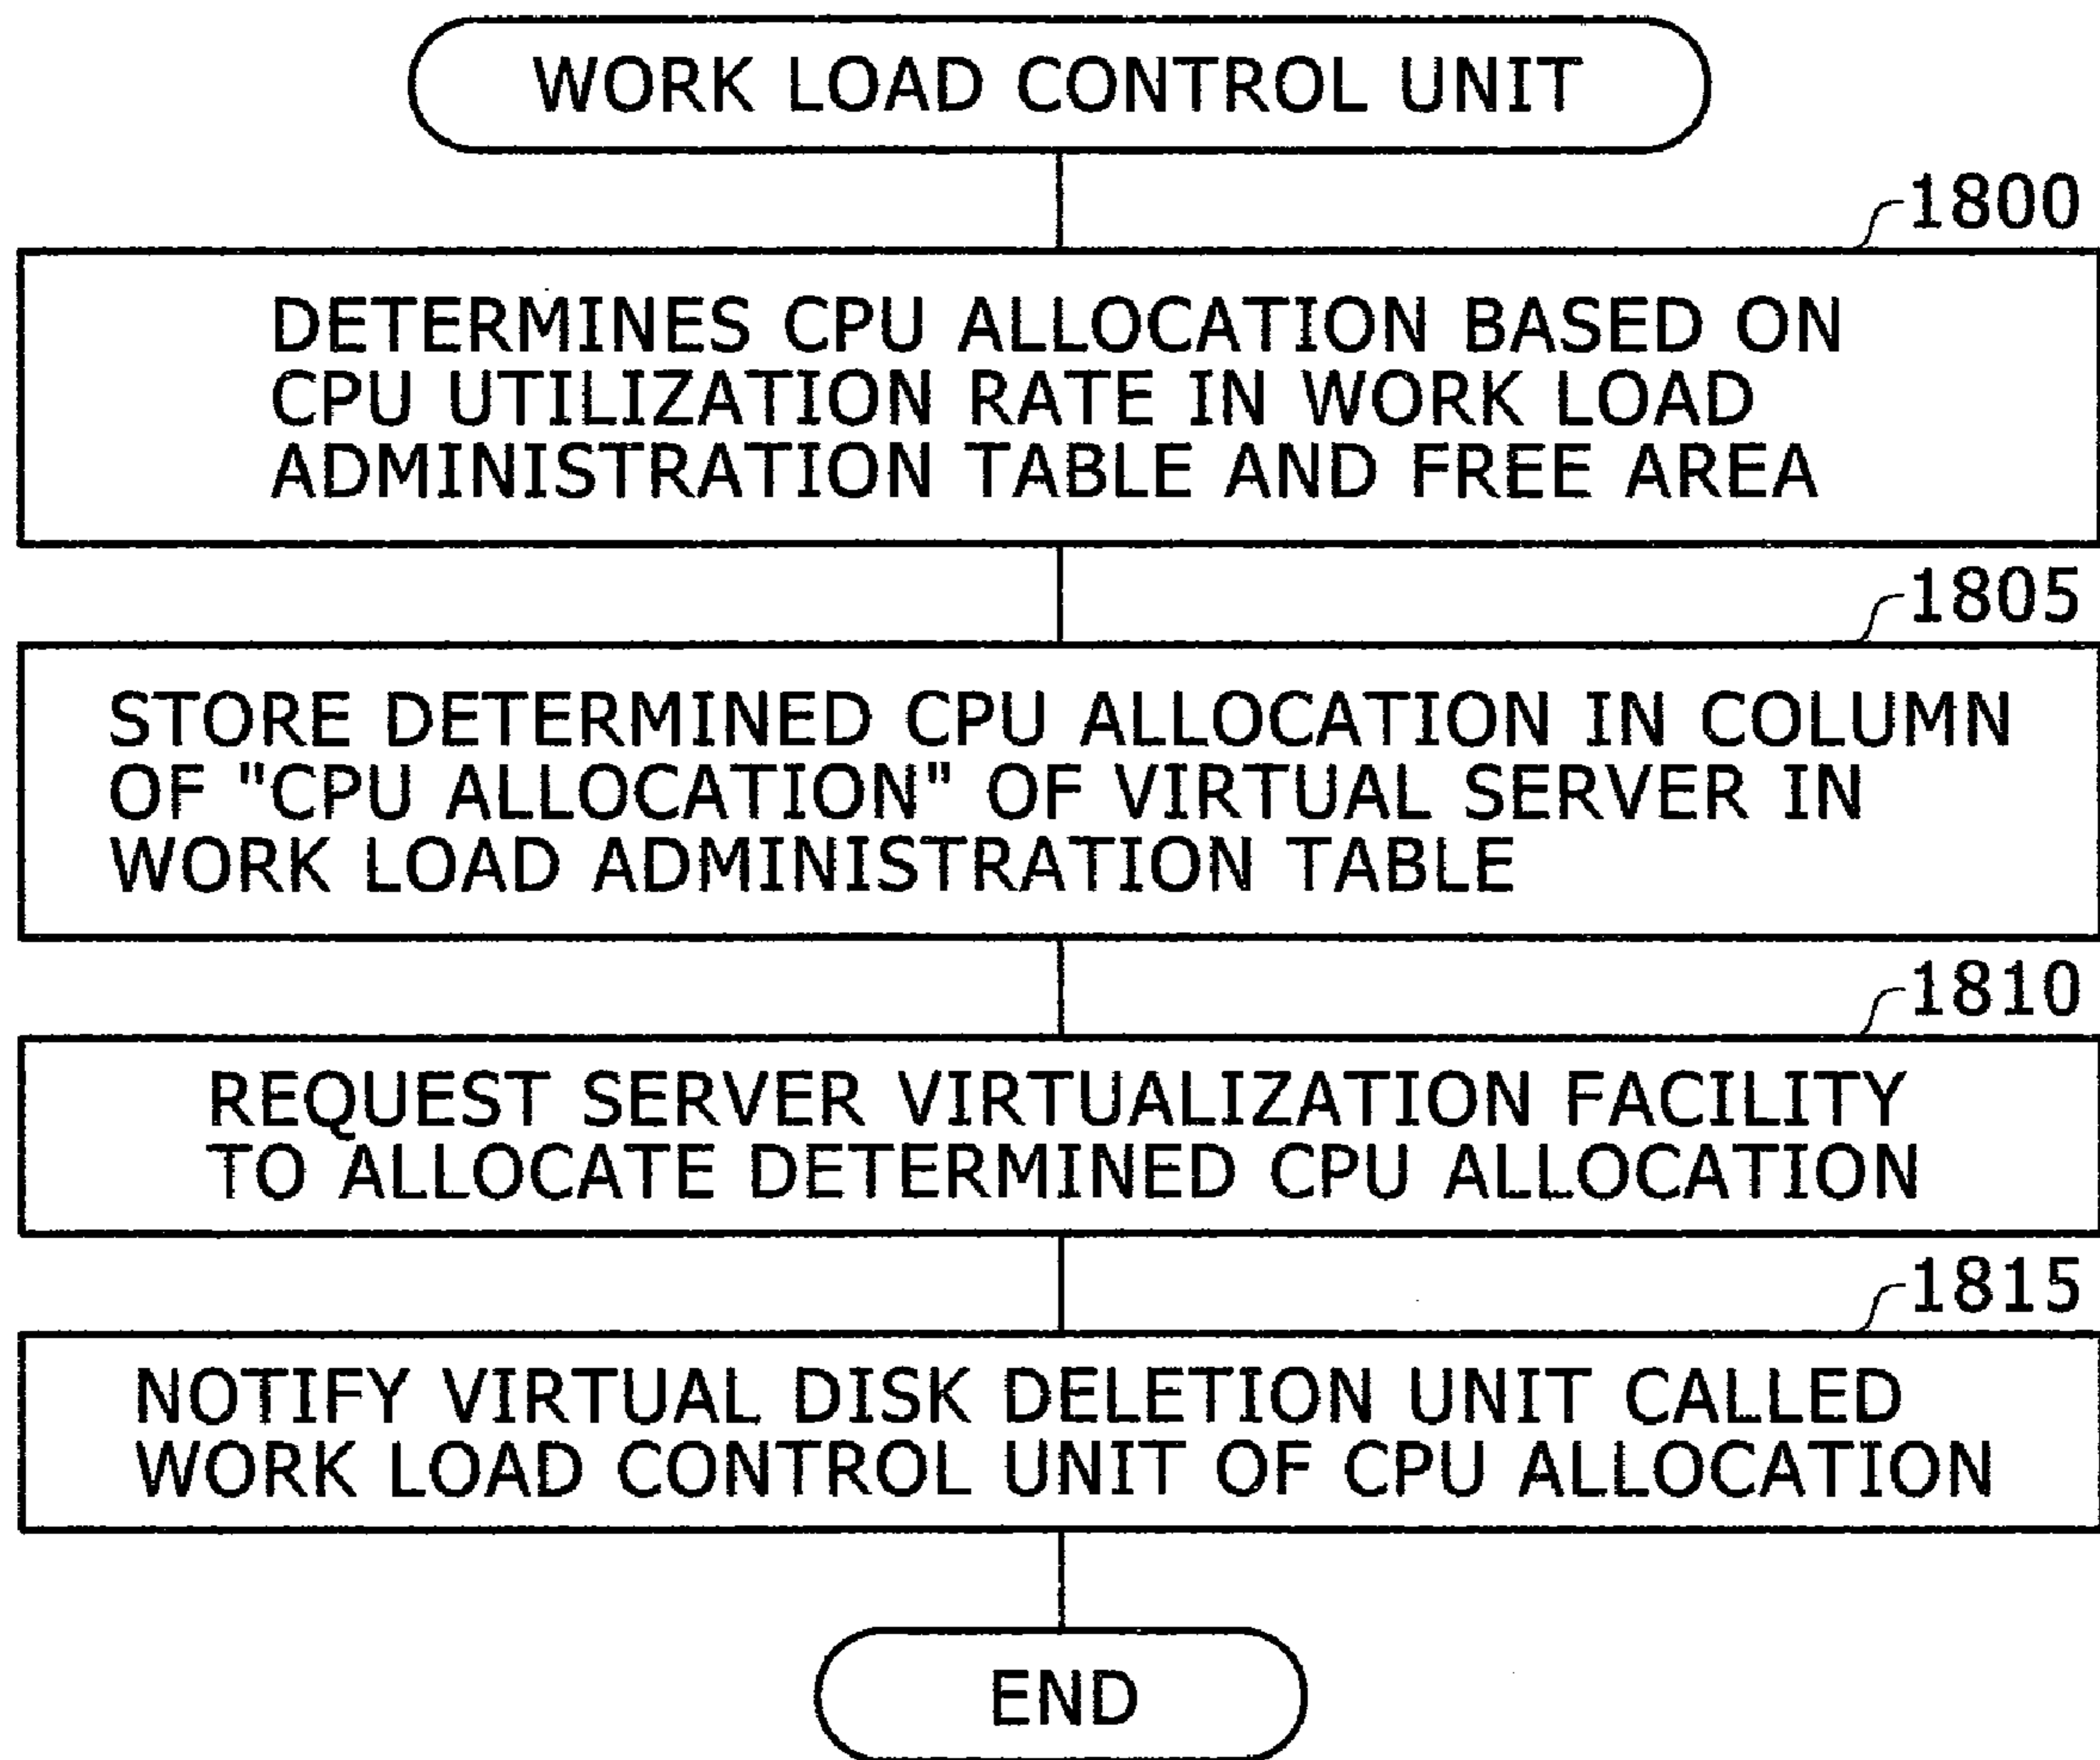 WORK LOAD CONTROL UNIT
1800
DETERMINES CPU ALLOCATION BASED ON
CPU UTILIZATION RATE IN WORK LOAD
ADMINISTRATION TABLE AND FREE AREA
1805
STORE DETERMINED CPU ALLOCATION IN COLUMN
OF "CPU ALLOCATION" OF VIRTUAL SERVER IN
WORK LOAD ADMINISTRATION TABLE
1810
REQUEST SERVER VIRTUALIZATION FACILITY
TO ALLOCATE DETERMINED CPU ALLOCATION
1815
NOTIFY VIRTUAL DISK DELETION UNIT CALLED
WORK LOAD CONTROL UNIT OF CPU ALLOCATION
END